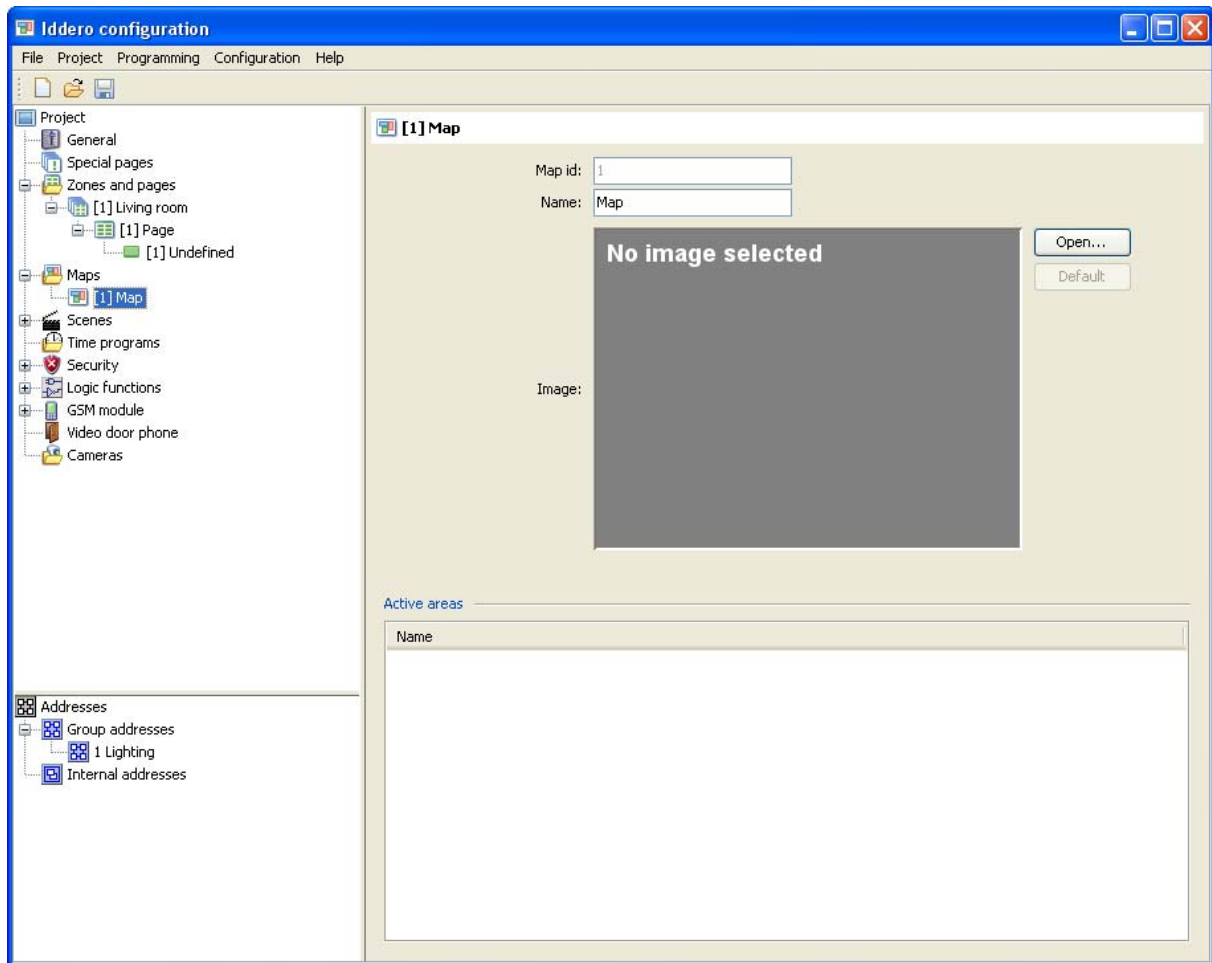 Iddero configuration
File Project Programming Configuration Help
Project
General
Special pages
Zones and pages
[1] Living room
[1] Page
[1] Undefined
Maps
[1] Map
Scenes
Time programs
Security
Logic functions
GSM module
Video door phone
Cameras
Addresses
Group addresses
1 Lighting
Internal addresses
[1] Map
Map id: 1
Name: Map
Image:
No image selected
Open...
Default
Active areas
Name